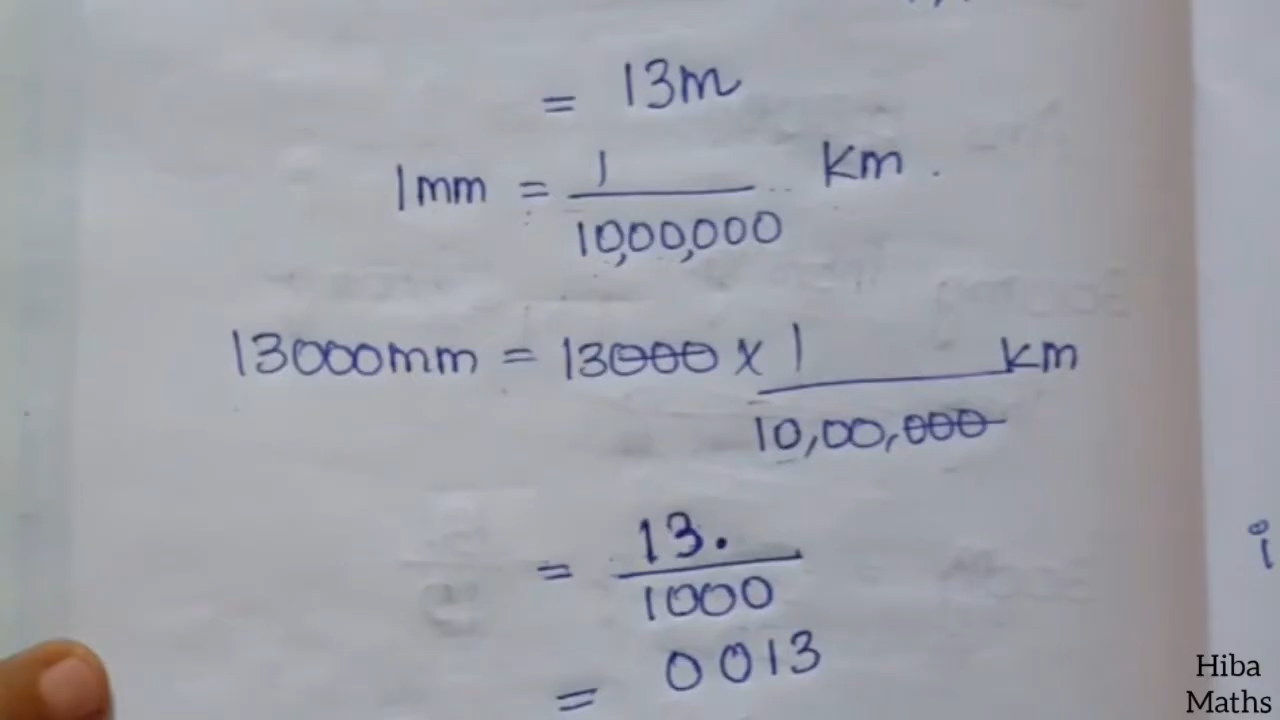 = 13m
1mm = 1/10,00,000 km.
13000mm = 13000 x 1/10,00,000 km
= 13./1000
= 0013
i
Hiba
Maths